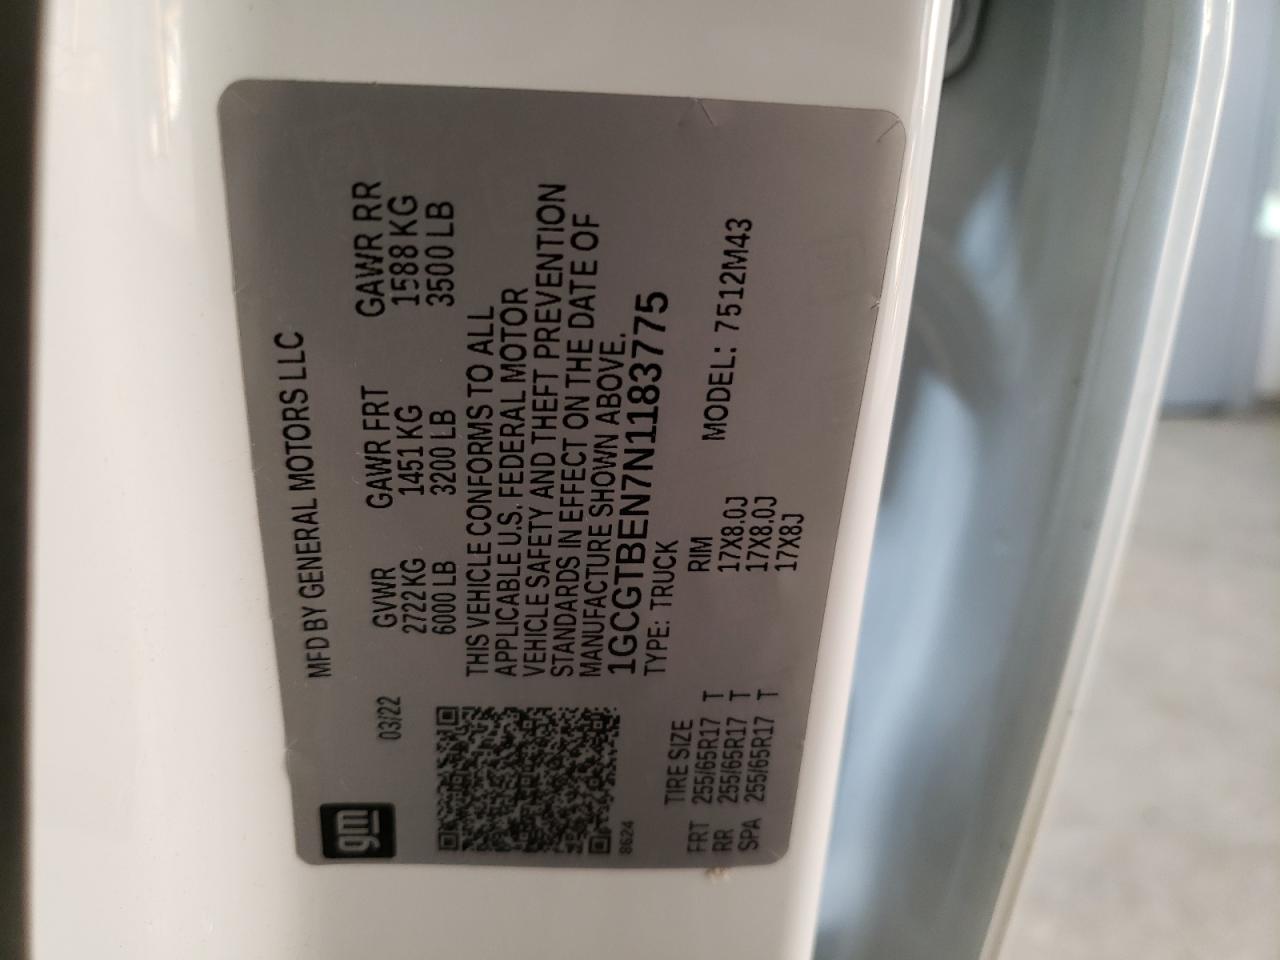 gm
MFD BY GENERAL MOTORS LLC
03/22
GVWR GAWR FRT GAWR RR
2722KG 1451 KG 1588 KG
6000 LB 3200 LB 3500 LB
THIS VEHICLE CONFORMS TO ALL
APPLICABLE U.S. FEDERAL MOTOR
VEHICLE SAFETY AND THEFT PREVENTION
STANDARDS IN EFFECT ON THE DATE OF
MANUFACTURE SHOWN ABOVE.
1GCGTBEN7N1183775
8624
TYPE: TRUCK
TIRE SIZE RIM MODEL: 7512M43
FRT 255/65R17 T 17X8.0J
RR 255/65R17 T 17X8.0J
SPA 255/65R17 T 17X8J